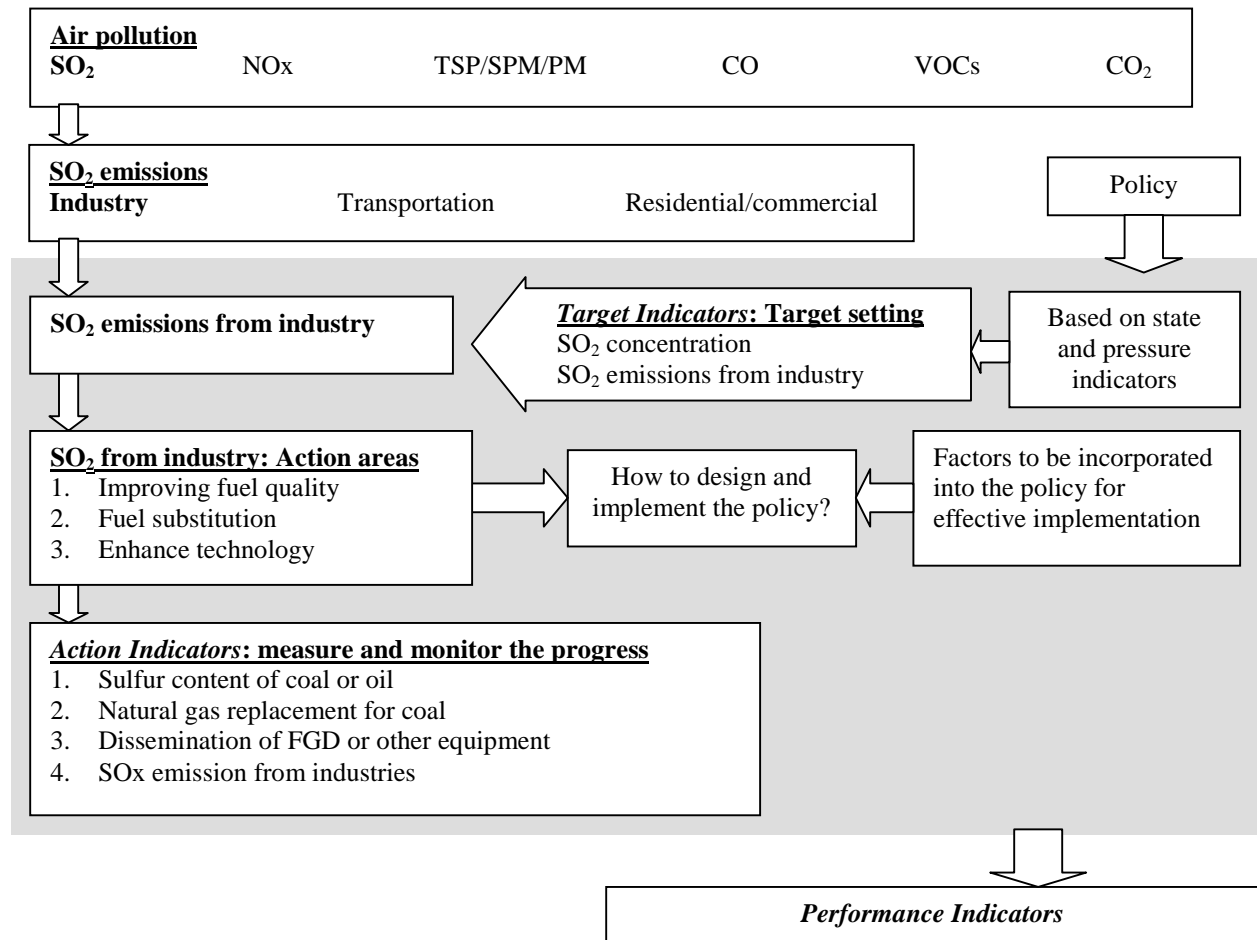 Air pollution
SO₂ NOx TSP/SPM/PM CO VOCs CO₂
SO₂ emissions
Industry Transportation Residential/commercial
Policy
SO₂ emissions from industry
Target Indicators: Target setting
SO₂ concentration
SO₂ emissions from industry
Based on state
and pressure
indicators
SO₂ from industry: Action areas
1. Improving fuel quality
2. Fuel substitution
3. Enhance technology
How to design and
implement the policy?
Factors to be incorporated
into the policy for
effective implementation
Action Indicators: measure and monitor the progress
1. Sulfur content of coal or oil
2. Natural gas replacement for coal
3. Dissemination of FGD or other equipment
4. SOx emission from industries
Performance Indicators